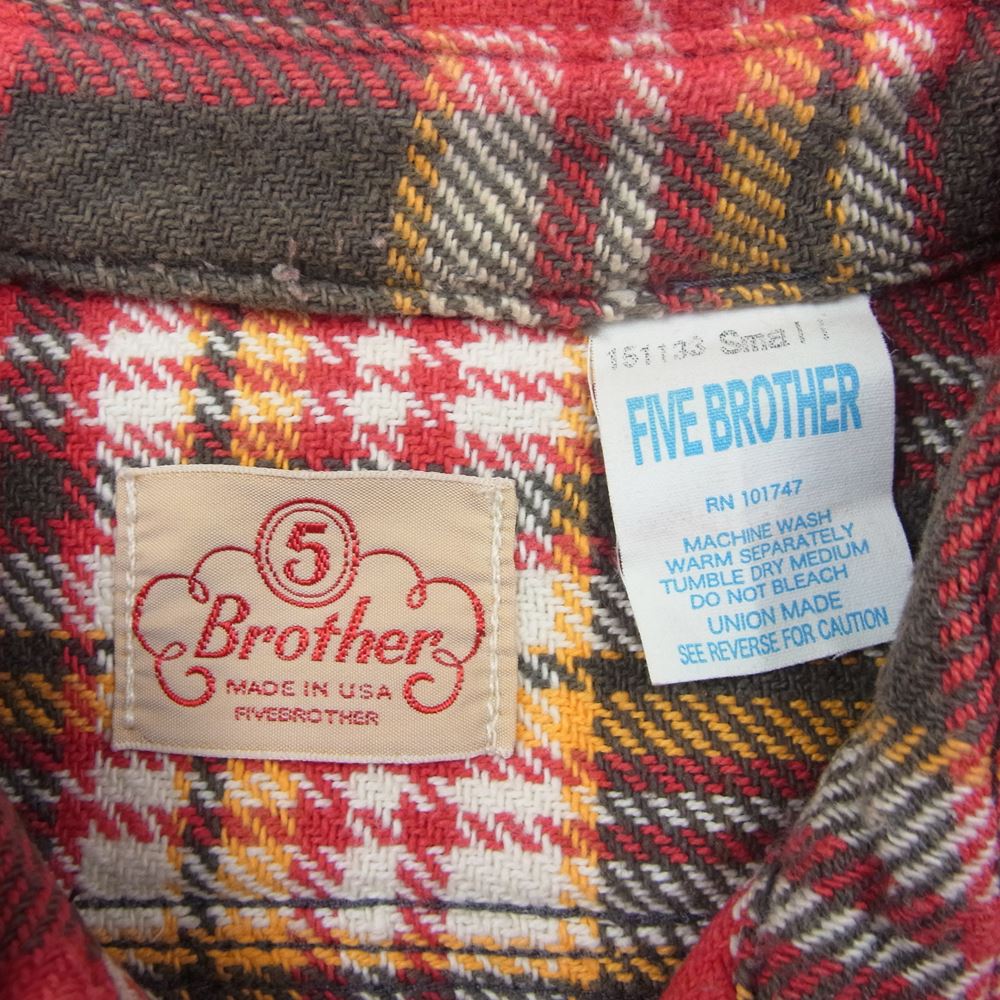 5
Brother
MADE IN USA
FIVEBROTHER
151133 Small
FIVE BROTHER
RN 101747
MACHINE WASH
WARM SEPARATELY
TUMBLE DRY MEDIUM
DO NOT BLEACH
UNION MADE
SEE REVERSE FOR CAUTION